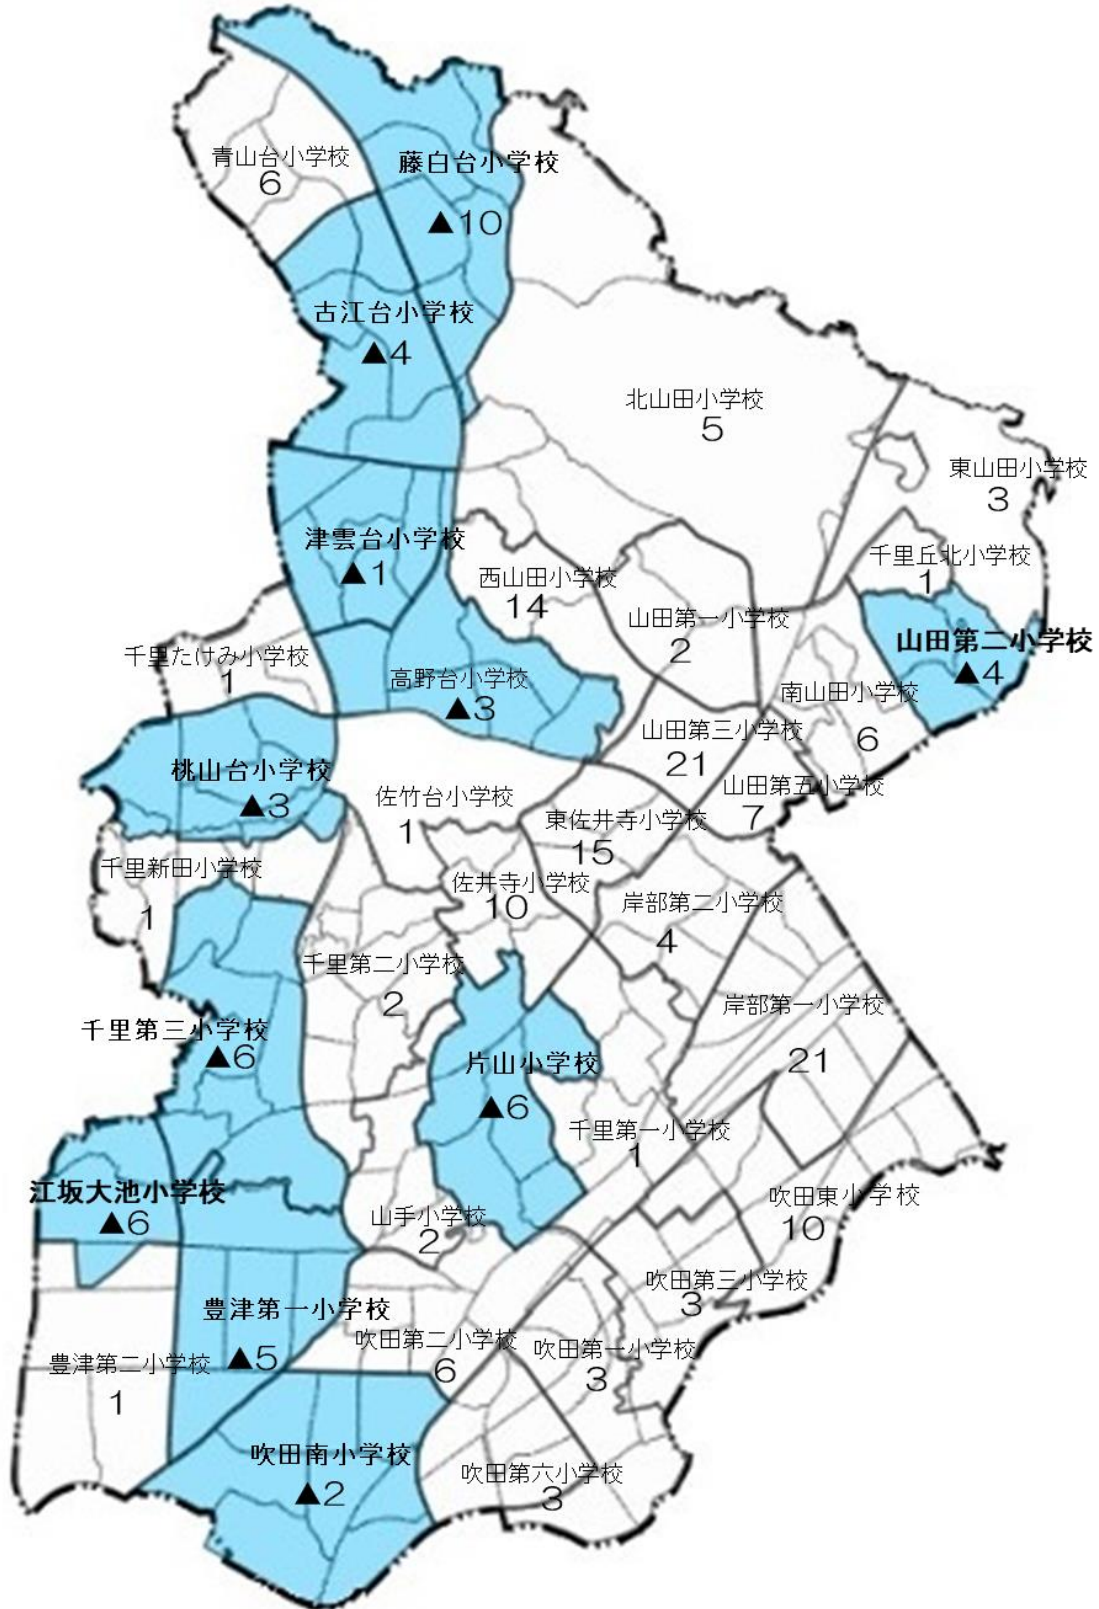 青山台小学校
6
藤白台小学校
▲10
古江台小学校
▲4
北山田小学校
5
東山田小学校
3
津雲台小学校
▲1
千里丘北小学校
1
西山田小学校
14
山田第一小学校
2
山田第二小学校
▲4
千里たけみ小学校
1
高野台小学校
▲3
南山田小学校
6
山田第三小学校
21
桃山台小学校
▲3
山田第五小学校
7
佐竹台小学校
1
東佐井寺小学校
15
千里新田小学校
1
佐井寺小学校
10
岸部第二小学校
4
千里第二小学校
2
岸部第一小学校
21
千里第三小学校
▲6
片山小学校
▲6
千里第一小学校
1
江坂大池小学校
▲6
山手小学校
2
吹田東小学校
10
吹田第三小学校
3
豊津第一小学校
▲5
吹田第二小学校
6
吹田第一小学校
3
豊津第二小学校
1
吹田南小学校
▲2
吹田第六小学校
3